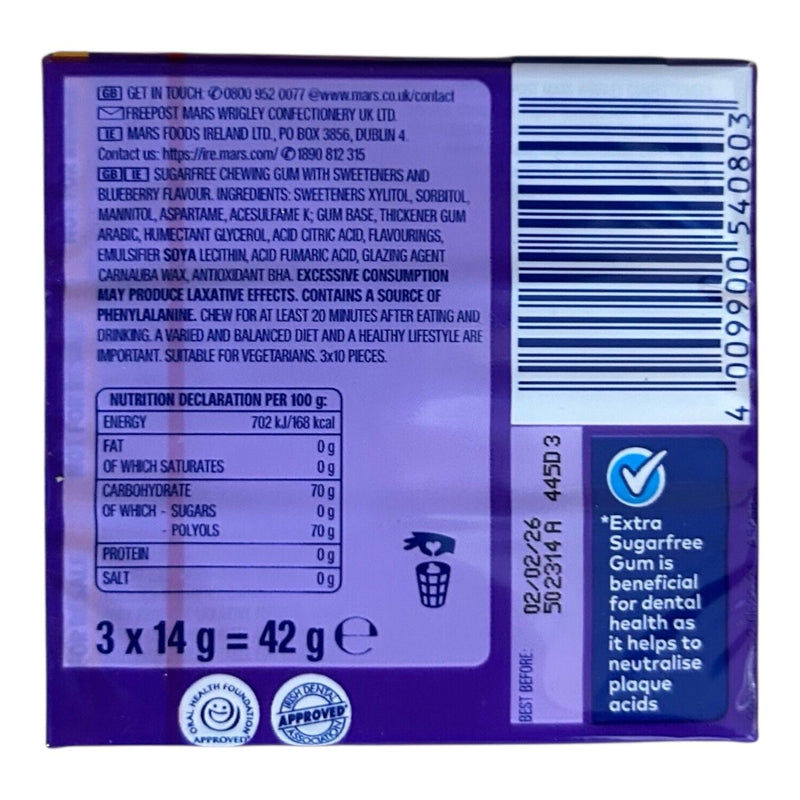 GB GET IN TOUCH: ✆0800 952 0077 @www.mars.co.uk/contact
FREEPOST MARS WRIGLEY CONFECTIONERY UK LTD.
IE MARS FOODS IRELAND LTD., PO BOX 3856, DUBLIN 4.
Contact us: https://ire.mars.com/ ✆1890 812 315
GB IE SUGARFREE CHEWING GUM WITH SWEETENERS AND
BLUEBERRY FLAVOUR. INGREDIENTS: SWEETENERS XYLITOL, SORBITOL,
MANNITOL, ASPARTAME, ACESULFAME K; GUM BASE, THICKENER GUM
ARABIC, HUMECTANT GLYCEROL, ACID CITRIC ACID, FLAVOURINGS,
EMULSIFIER SOYA LECITHIN, ACID FUMARIC ACID, GLAZING AGENT
CARNAUBA WAX, ANTIOXIDANT BHA. EXCESSIVE CONSUMPTION
MAY PRODUCE LAXATIVE EFFECTS. CONTAINS A SOURCE OF
PHENYLALANINE. CHEW FOR AT LEAST 20 MINUTES AFTER EATING AND
DRINKING. A VARIED AND BALANCED DIET AND A HEALTHY LIFESTYLE ARE
IMPORTANT. SUITABLE FOR VEGETARIANS. 3x10 PIECES.
NUTRITION DECLARATION PER 100 g:
ENERGY 702 kJ/168 kcal
FAT 0 g
OF WHICH SATURATES 0 g
CARBOHYDRATE 70 g
OF WHICH - SUGARS 0 g
- POLYOLS 70 g
PROTEIN 0 g
SALT 0 g
3 x 14 g = 42 g ℮
ORAL HEALTH FOUNDATION
APPROVED
IRISH DENTAL
APPROVED
ASSOCIATION
4 009900 540803
BEST BEFORE:
02/02/26
502314 A 445D 3
*Extra
Sugarfree
Gum is
beneficial
for dental
health as
it helps to
neutralise
plaque
acids